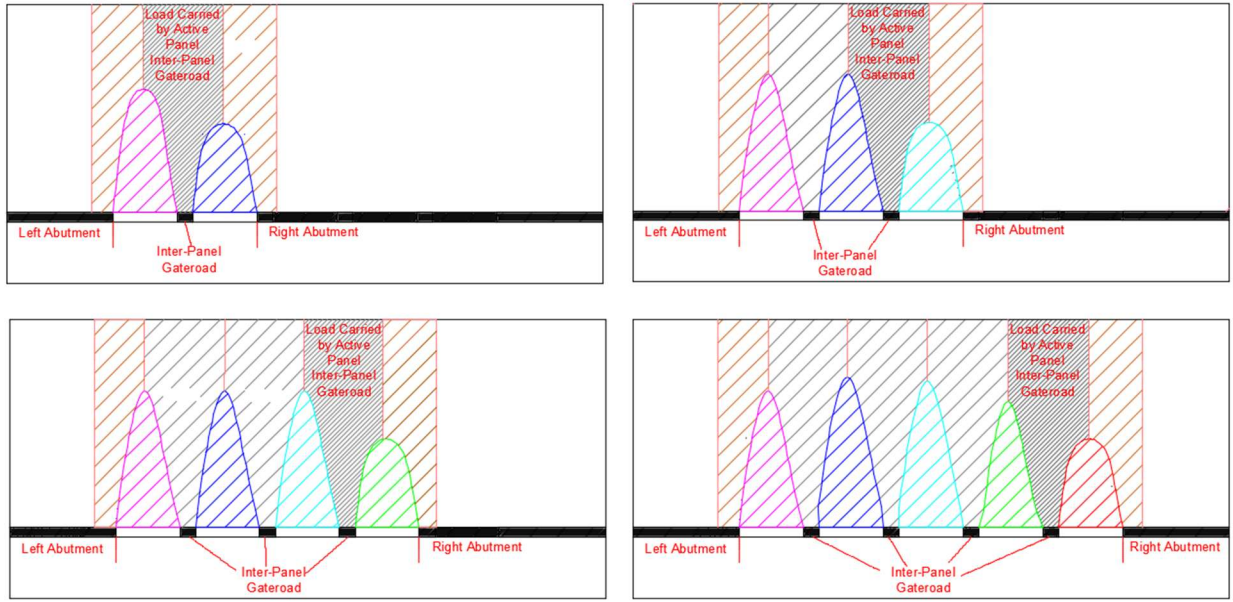 Load Carried
by Active
Panel
Inter-Panel
Gateroad
Left Abutment
Right Abutment
Inter-Panel
Gateroad
Load Carried
by Active
Panel
Inter-Panel
Gateroad
Left Abutment
Right Abutment
Inter-Panel
Gateroad
Load Carried
by Active
Panel
Inter-Panel
Gateroad
Left Abutment
Right Abutment
Inter-Panel
Gateroad
Load Carried
by Active
Panel
Inter-Panel
Gateroad
Left Abutment
Right Abutment
Inter-Panel
Gateroad